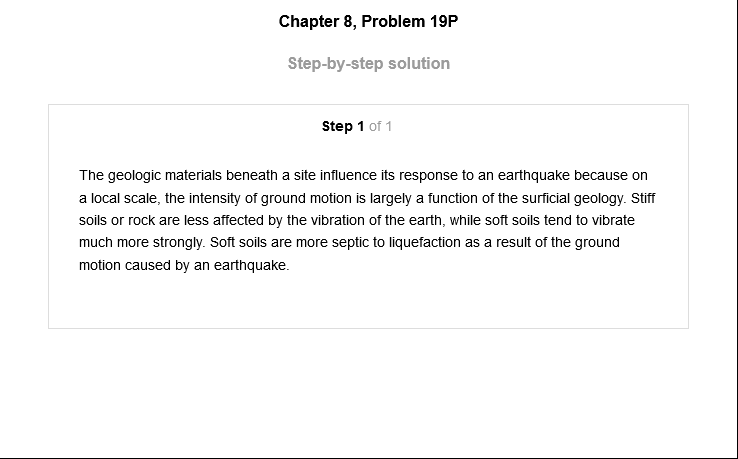 Chapter 8, Problem 19P
Step-by-step solution
Step 1 of 1
The geologic materials beneath a site influence its response to an earthquake because on
a local scale, the intensity of ground motion is largely a function of the surficial geology. Stiff
soils or rock are less affected by the vibration of the earth, while soft soils tend to vibrate
much more strongly. Soft soils are more septic to liquefaction as a result of the ground
motion caused by an earthquake.